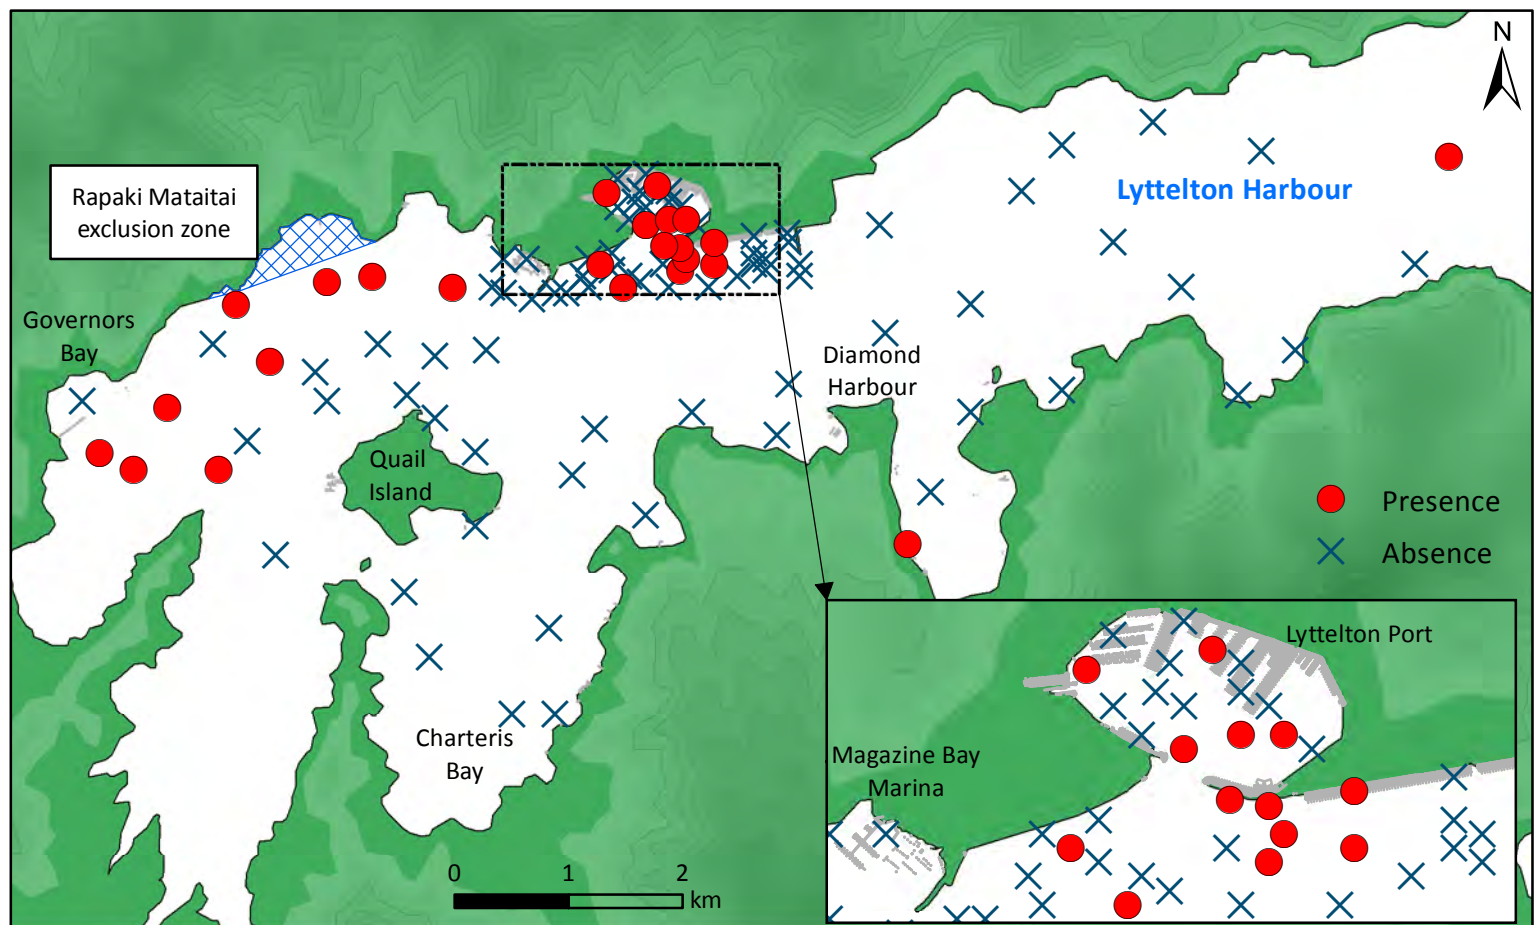 N
Rapaki Mataitai
exclusion zone
Lyttelton Harbour
Governors
Bay
Diamond
Harbour
Quail
Island
Presence
Absence
Lyttelton Port
Charteris
Bay
Magazine Bay
Marina
0 1 2
km